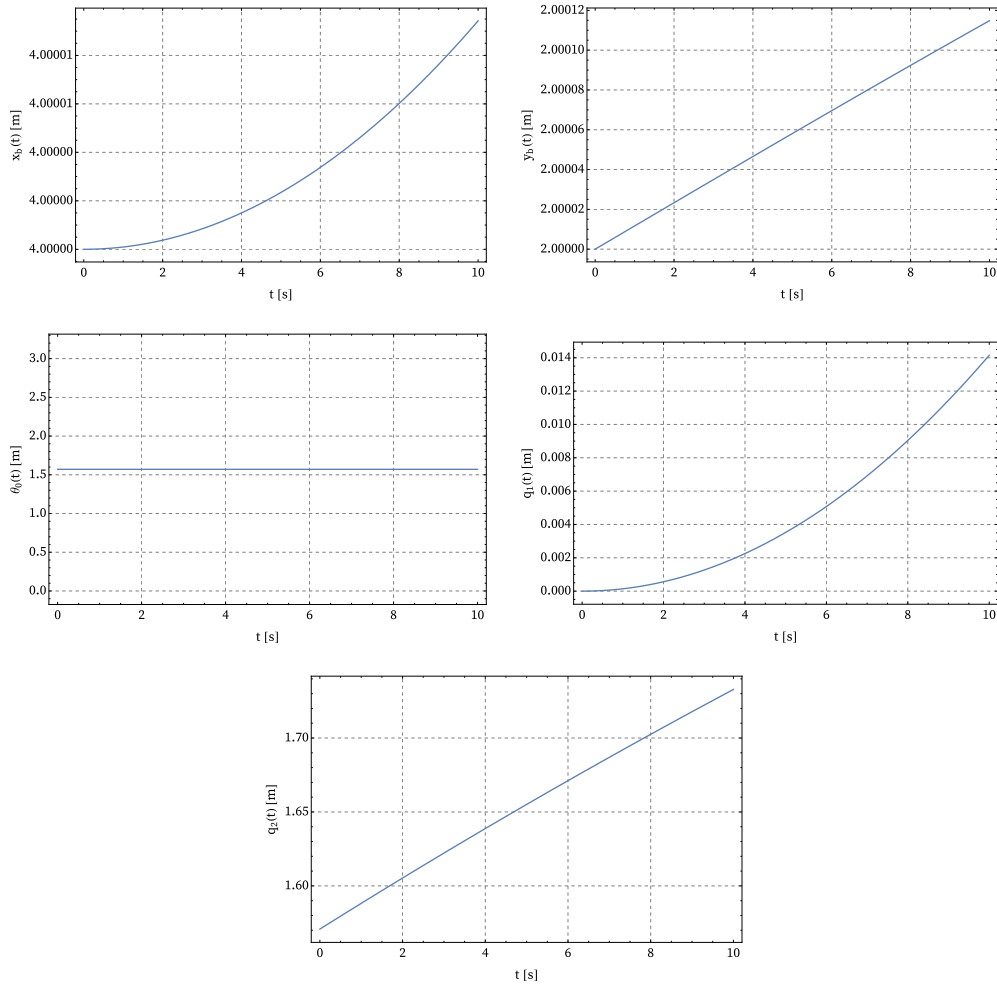 4.00001
4.00001
4.00000
4.00000
4.00000
x_b(t) [m]
0 2 4 6 8 10
t [s]
2.00012
2.00010
2.00008
2.00006
2.00004
2.00002
2.00000
y_b(t) [m]
0 2 4 6 8 10
t [s]
3.0
2.5
2.0
1.5
1.0
0.5
0.0
θ₀(t) [m]
0 2 4 6 8 10
t [s]
0.014
0.012
0.010
0.008
0.006
0.004
0.002
0.000
q₁(t) [m]
0 2 4 6 8 10
t [s]
1.70
1.65
1.60
q₂(t) [m]
0 2 4 6 8 10
t [s]